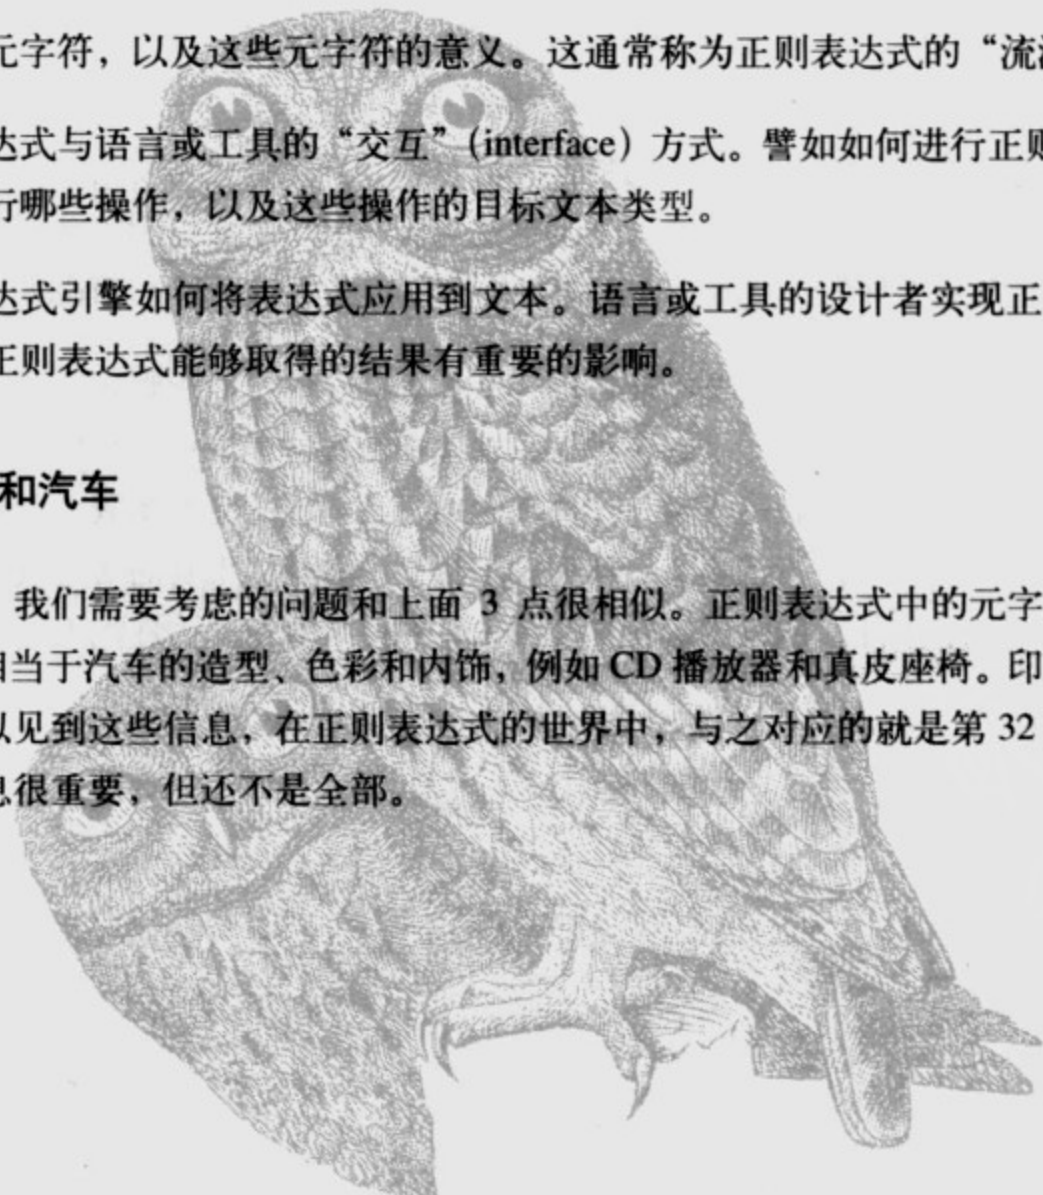 元字符，以及这些元字符的意义。这通常称为正则表达式的“流
达式与语言或工具的“交互”（interface）方式。譬如如何进行正则
行哪些操作，以及这些操作的目标文本类型。
达式引擎如何将表达式应用到文本。语言或工具的设计者实现正
正则表达式能够取得的结果有重要的影响。
和汽车
我们需要考虑的问题和上面 3 点很相似。正则表达式中的元字
相当于汽车的造型、色彩和内饰，例如 CD 播放器和真皮座椅。印
以见到这些信息，在正则表达式的世界中，与之对应的就是第 32
息很重要，但还不是全部。